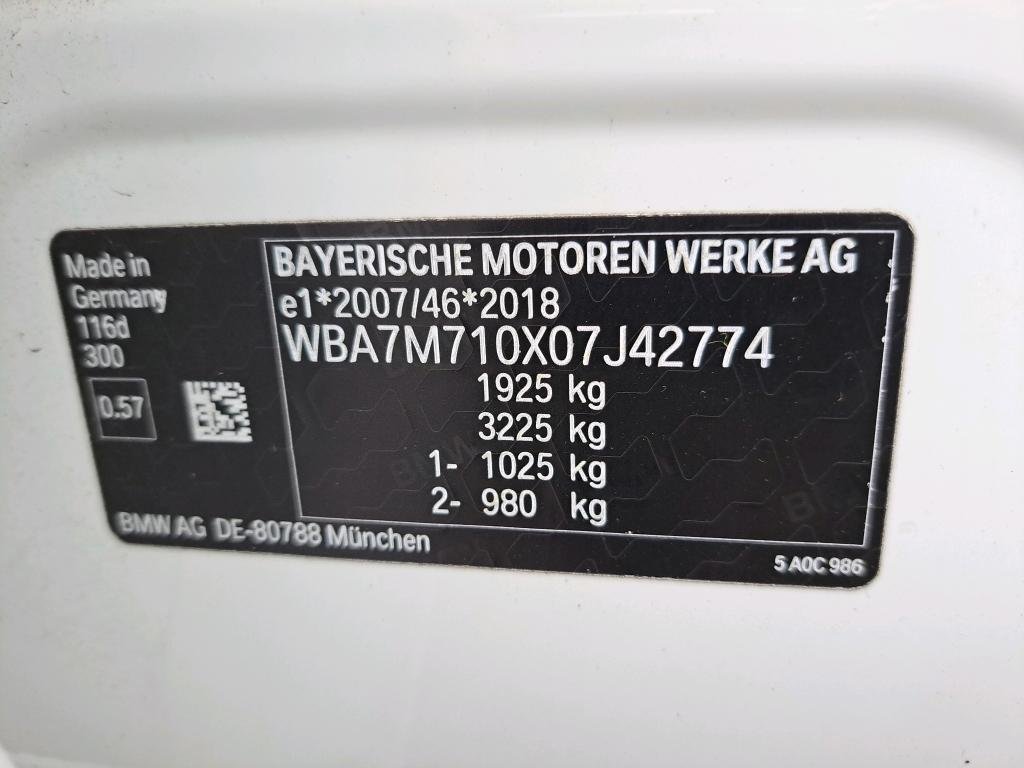 Made in
Germany
116d
300
0.57
BAYERISCHE MOTOREN WERKE AG
e1*2007/46*2018
WBA7M710X07J42774
1925 kg
3225 kg
1- 1025 kg
2- 980 kg
BMW AG DE-80788 München
5 A0C 986